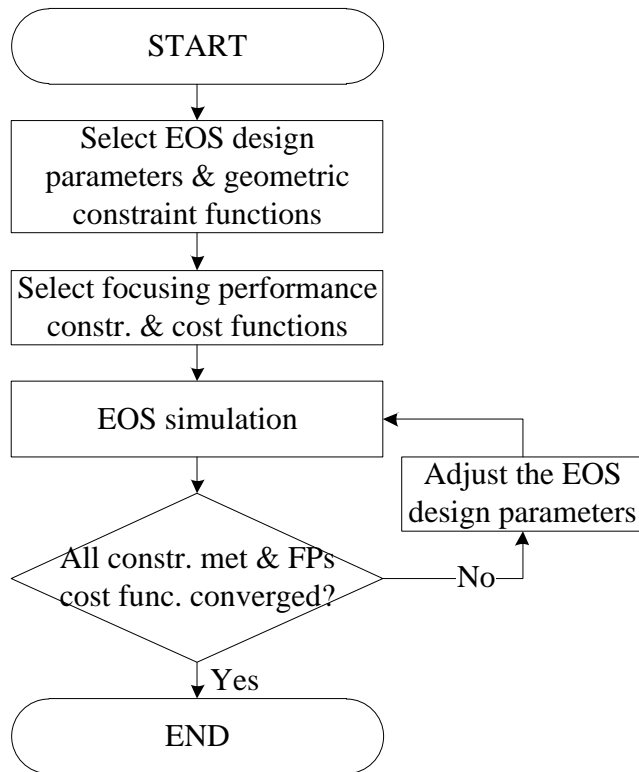 START
Select EOS design
parameters & geometric
constraint functions
Select focusing performance
constr. & cost functions
EOS simulation
Adjust the EOS
design parameters
All constr. met & FPs
cost func. converged?
No
Yes
END